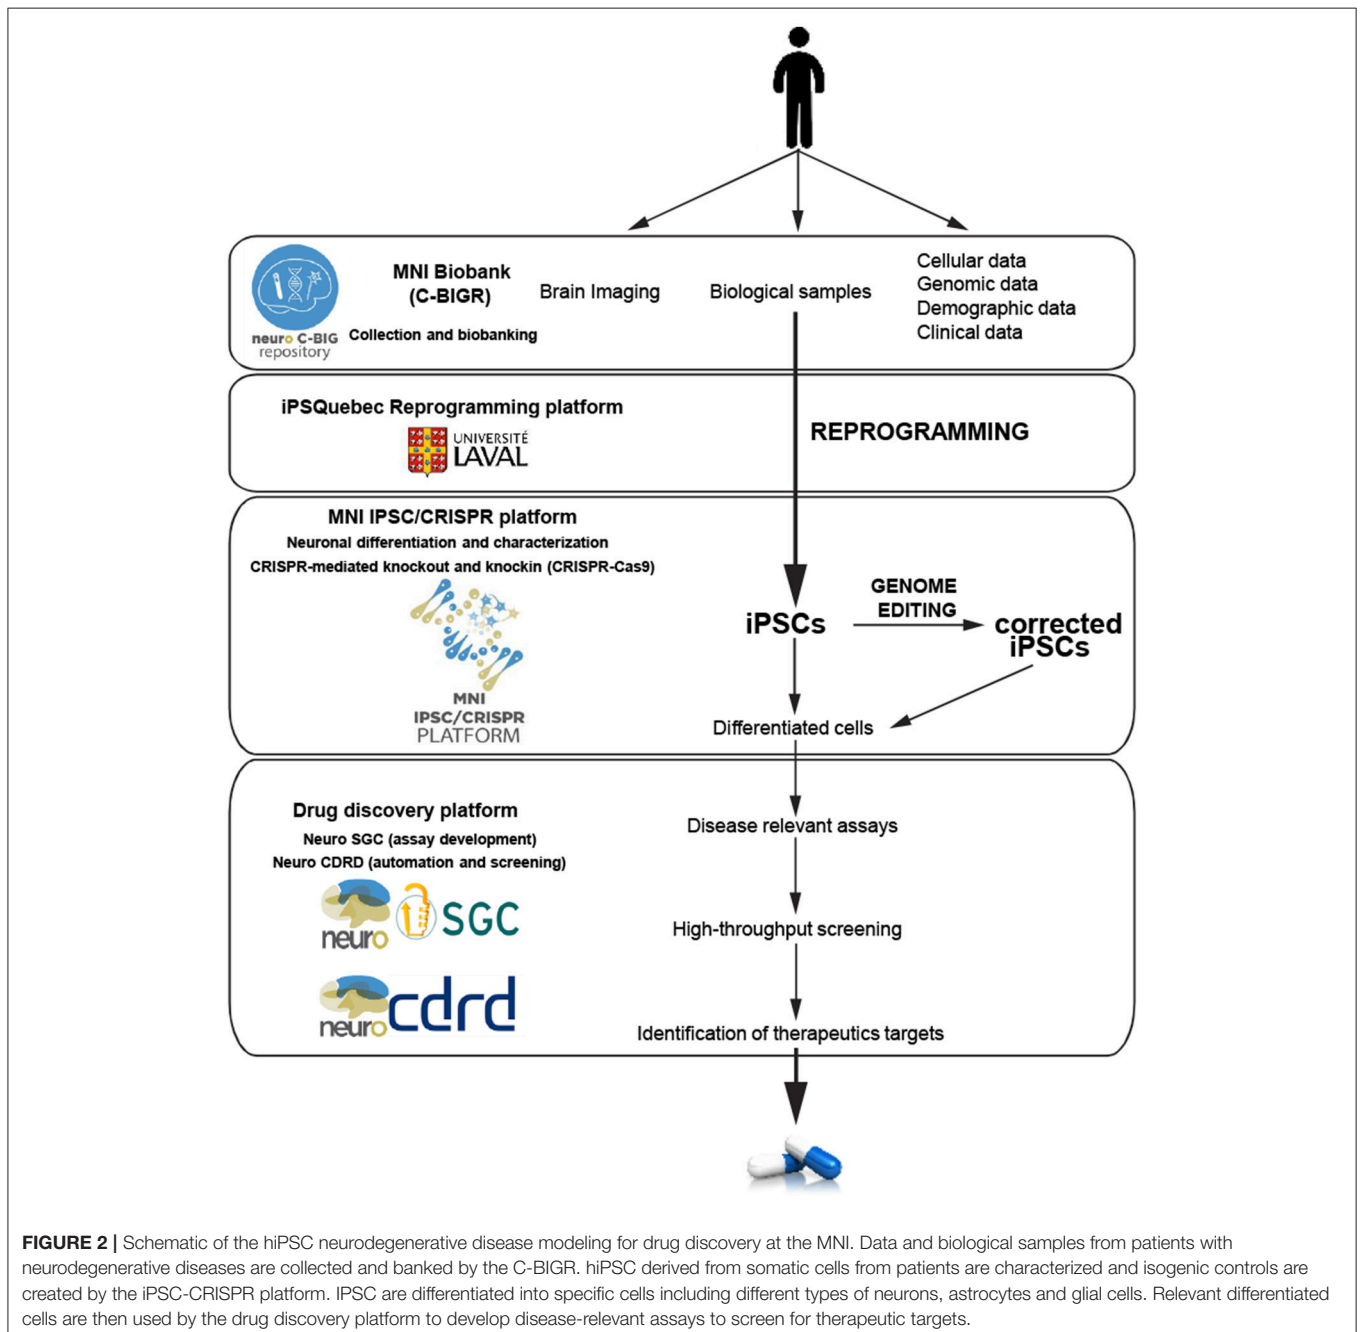 MNI Biobank
(C-BIGR)
Collection and biobanking
neuro C-BIG
repository
Brain Imaging
Biological samples
Cellular data
Genomic data
Demographic data
Clinical data
iPSQuebec Reprogramming platform
UNIVERSITÉ
LAVAL
REPROGRAMMING
MNI IPSC/CRISPR platform
Neuronal differentiation and characterization
CRISPR-mediated knockout and knockin (CRISPR-Cas9)
MNI
IPSC/CRISPR
PLATFORM
iPSCs
GENOME
EDITING
corrected
iPSCs
Differentiated cells
Drug discovery platform
Neuro SGC (assay development)
Neuro CDRD (automation and screening)
neuro
SGC
neuro
cdrd
Disease relevant assays
High-throughput screening
Identification of therapeutics targets
FIGURE 2 | Schematic of the hiPSC neurodegenerative disease modeling for drug discovery at the MNI. Data and biological samples from patients with
neurodegenerative diseases are collected and banked by the C-BIGR. hiPSC derived from somatic cells from patients are characterized and isogenic controls are
created by the iPSC-CRISPR platform. IPSC are differentiated into specific cells including different types of neurons, astrocytes and glial cells. Relevant differentiated
cells are then used by the drug discovery platform to develop disease-relevant assays to screen for therapeutic targets.